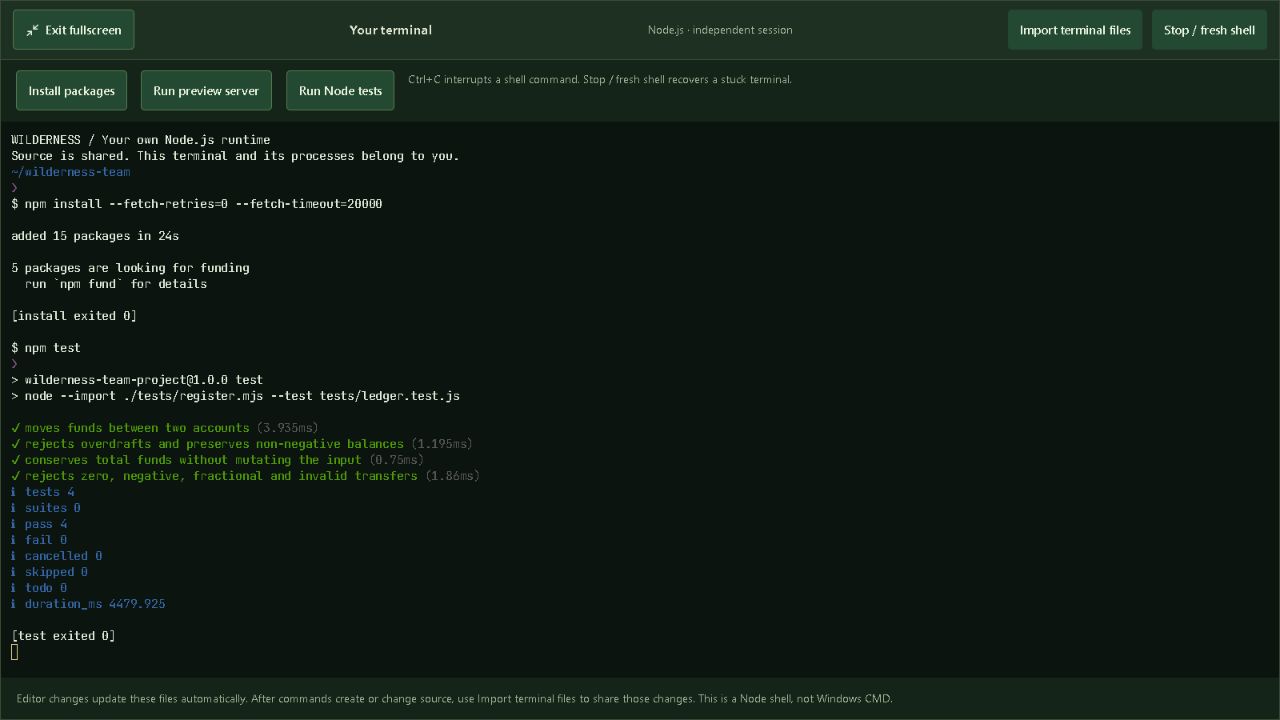 Exit fullscreen
Your terminal
Node.js · independent session
Import terminal files
Stop / fresh shell
Install packages
Run preview server
Run Node tests
Ctrl+C interrupts a shell command. Stop / fresh shell recovers a stuck terminal.
WILDERNESS / Your own Node.js runtime
Source is shared. This terminal and its processes belong to you.
~/wilderness-team
❯
$ npm install --fetch-retries=0 --fetch-timeout=20000
added 15 packages in 24s
5 packages are looking for funding
  run `npm fund` for details
[install exited 0]
$ npm test
❯
> wilderness-team-project@1.0.0 test
> node --import ./tests/register.mjs --test tests/ledger.test.js
✓ moves funds between two accounts (3.935ms)
✓ rejects overdrafts and preserves non-negative balances (1.195ms)
✓ conserves total funds without mutating the input (0.75ms)
✓ rejects zero, negative, fractional and invalid transfers (1.86ms)
ℹ tests 4
ℹ suites 0
ℹ pass 4
ℹ fail 0
ℹ cancelled 0
ℹ skipped 0
ℹ todo 0
ℹ duration_ms 4479.925
[test exited 0]
Editor changes update these files automatically. After commands create or change source, use Import terminal files to share those changes. This is a Node shell, not Windows CMD.